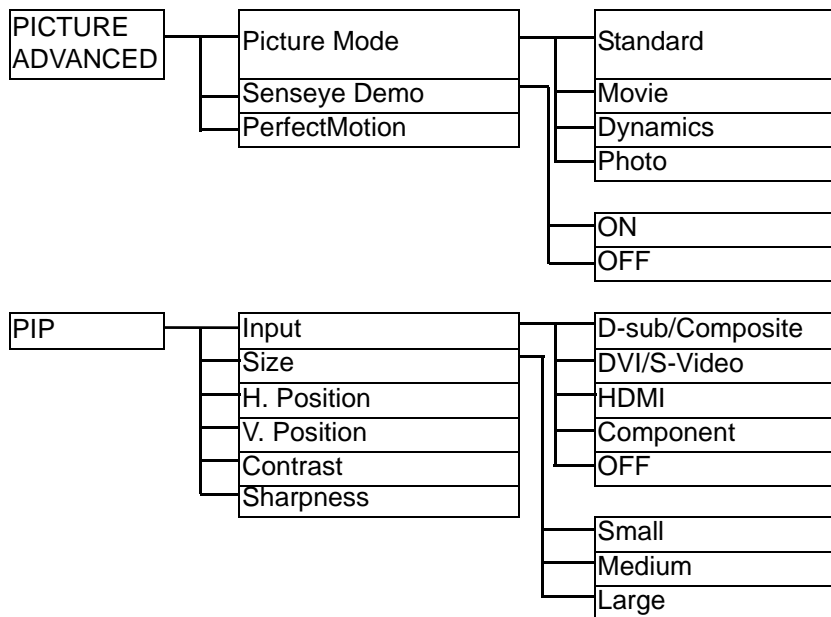 PICTURE
ADVANCED
Picture Mode
Standard
Senseye Demo
Movie
PerfectMotion
Dynamics
Photo
ON
OFF
PIP
Input
D-sub/Composite
Size
DVI/S-Video
H. Position
HDMI
V. Position
Component
Contrast
OFF
Sharpness
Small
Medium
Large